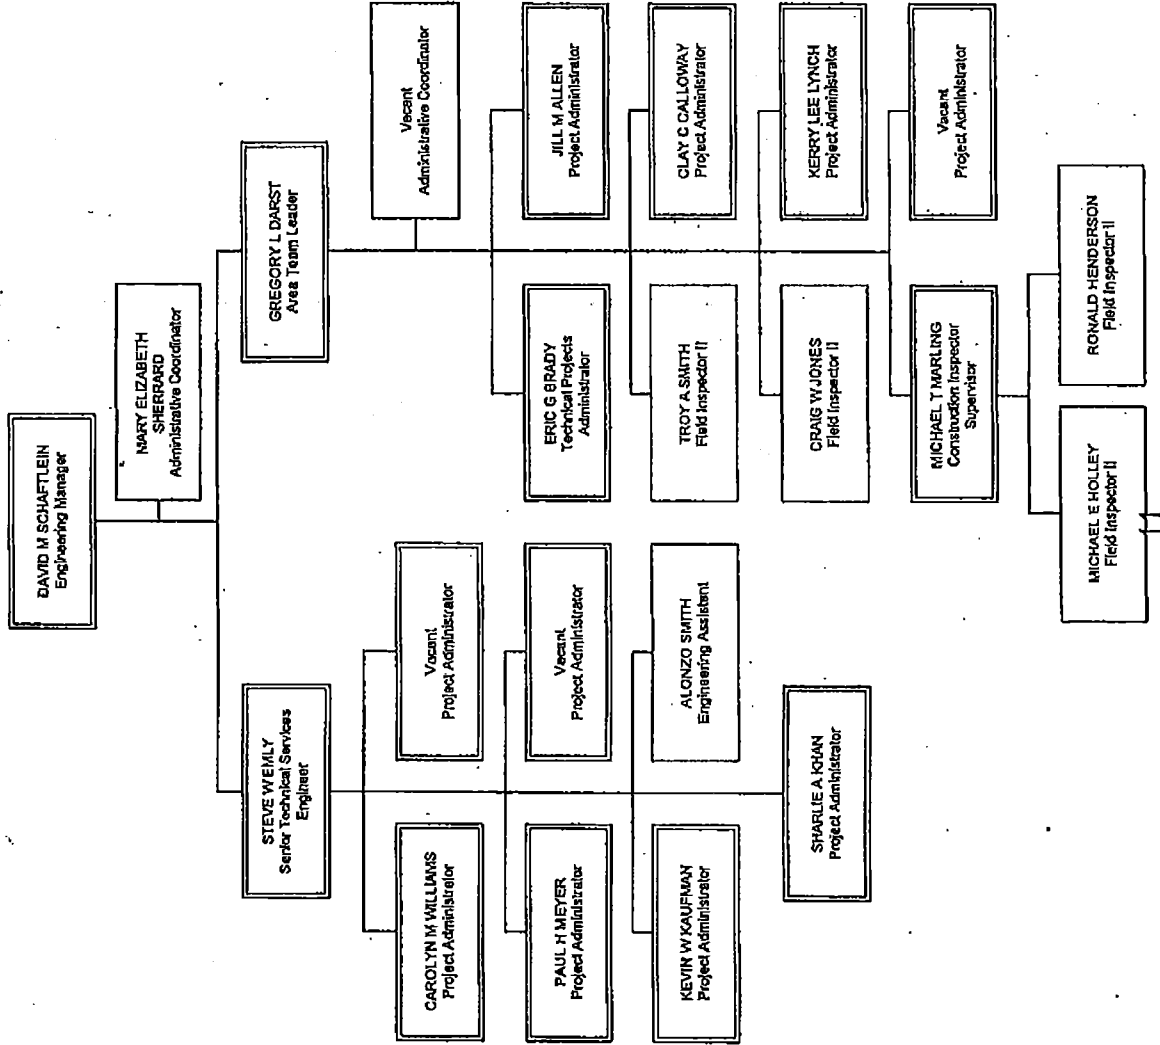 DAVID M SCHAFTLEIN
Engineering Manager
MARY ELIZABETH
SHERRARD
Administrative Coordinator
STEVE WEMLY
Senior Technical Services
Engineer
GREGORY L DARST
Area Team Leader
CAROLYN M WILLIAMS
Project Administrator
Vacant
Project Administrator
PAUL H MEYER
Project Administrator
Vacant
Project Administrator
KEVIN W KAUFMAN
Project Administrator
ALONZO SMITH
Engineering Assistant
SHARLIE A KHAN
Project Administrator
Vacant
Administrative Coordinator
ERIC G BRADY
Technical Projects
Administrator
JILL M ALLEN
Project Administrator
TROY A SMITH
Field Inspector II
CLAY C CALLOWAY
Project Administrator
CRAIG W JONES
Field Inspector II
KERRY LEE LYNCH
Project Administrator
MICHAEL T MARLING
Construction Inspector
Supervisor
Vacant
Project Administrator
MICHAEL E HOLLEY
Field Inspector II
RONALD HENDERSON
Field Inspector II